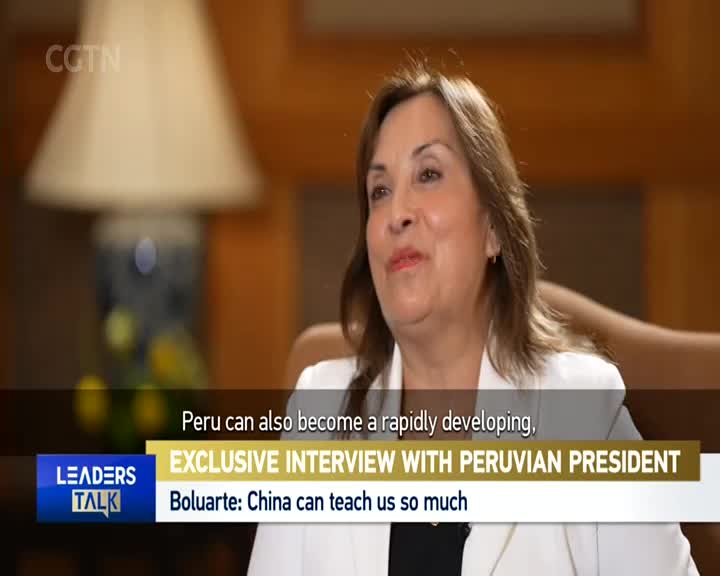 CGTN
Peru can also become a rapidly developing,
EXCLUSIVE INTERVIEW WITH PERUVIAN PRESIDENT
LEADERS
TALK
Boluarte: China can teach us so much